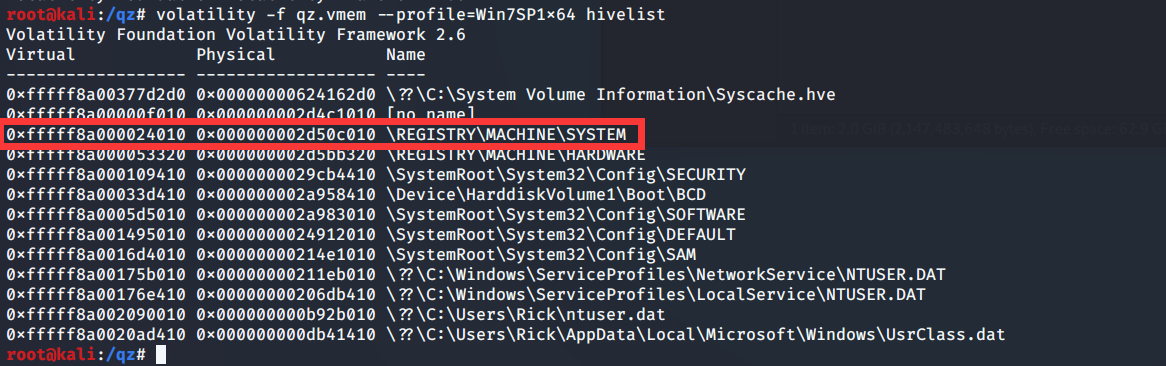 root@kali:/qz# volatility -f qz.vmem --profile=Win7SP1×64 hivelist
Volatility Foundation Volatility Framework 2.6
Virtual Physical Name
------------------ ------------------ ----
0×fffff8a00377d2d0 0×00000000624162d0 \??\C:\System Volume Information\Syscache.hve
0×fffff8a00000f010 0×000000002d4c1010 [no name]
0×fffff8a000024010 0×000000002d50c010 \REGISTRY\MACHINE\SYSTEM
0×fffff8a000053320 0×000000002d5bb320 \REGISTRY\MACHINE\HARDWARE
0×fffff8a000109410 0×0000000029cb4410 \SystemRoot\System32\Config\SECURITY
0×fffff8a00033d410 0×000000002a958410 \Device\HarddiskVolume1\Boot\BCD
0×fffff8a0005d5010 0×000000002a983010 \SystemRoot\System32\Config\SOFTWARE
0×fffff8a001495010 0×0000000024912010 \SystemRoot\System32\Config\DEFAULT
0×fffff8a0016d4010 0×00000000214e1010 \SystemRoot\System32\Config\SAM
0×fffff8a00175b010 0×00000000211eb010 \??\C:\Windows\ServiceProfiles\NetworkService\NTUSER.DAT
0×fffff8a00176e410 0×00000000206db410 \??\C:\Windows\ServiceProfiles\LocalService\NTUSER.DAT
0×fffff8a002090010 0×000000000b92b010 \??\C:\Users\Rick\ntuser.dat
0×fffff8a0020ad410 0×000000000db41410 \??\C:\Users\Rick\AppData\Local\Microsoft\Windows\UsrClass.dat
root@kali:/qz#